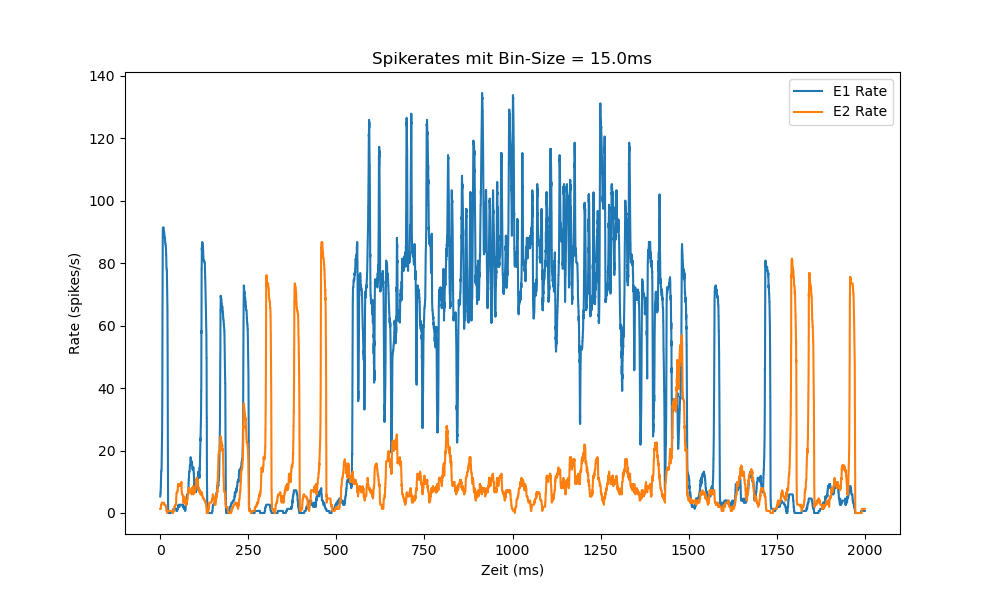 Spikerates mit Bin-Size = 15.0ms
E1 Rate
E2 Rate
Rate (spikes/s)
140
120
100
80
60
40
20
0
0 250 500 750 1000 1250 1500 1750 2000
Zeit (ms)